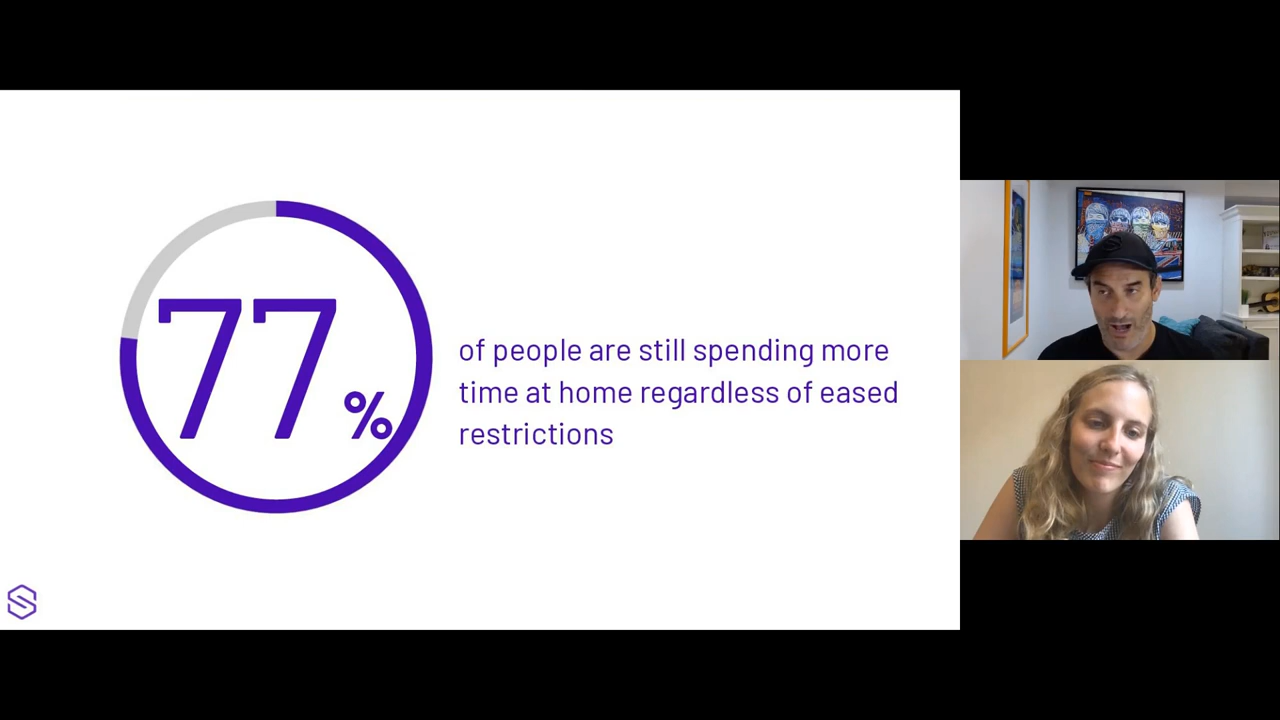 77%
of people are still spending more
time at home regardless of eased
restrictions